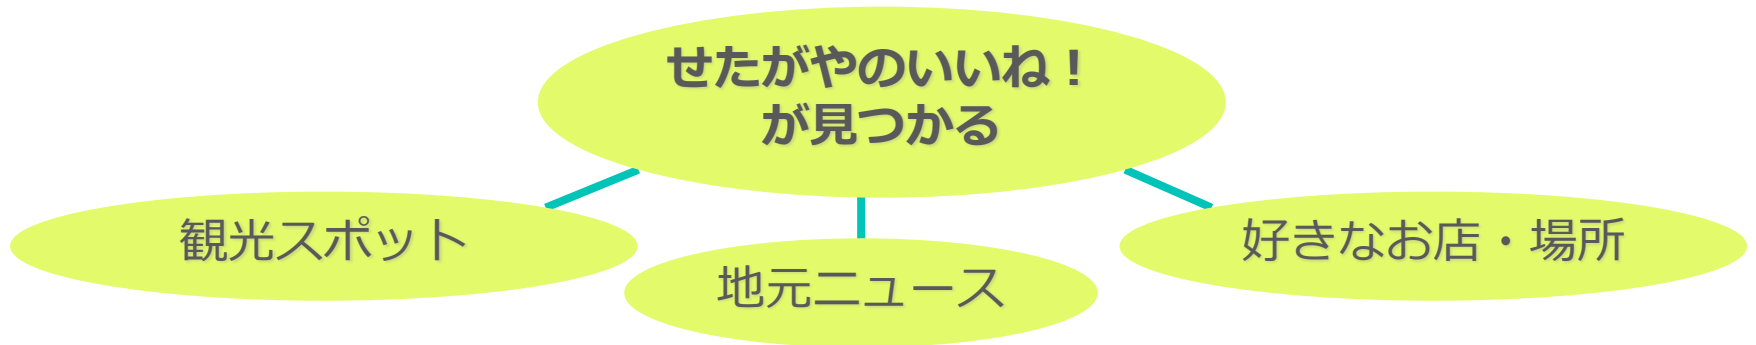 せたがやのいいね！
が見つかる
観光スポット
地元ニュース
好きなお店・場所